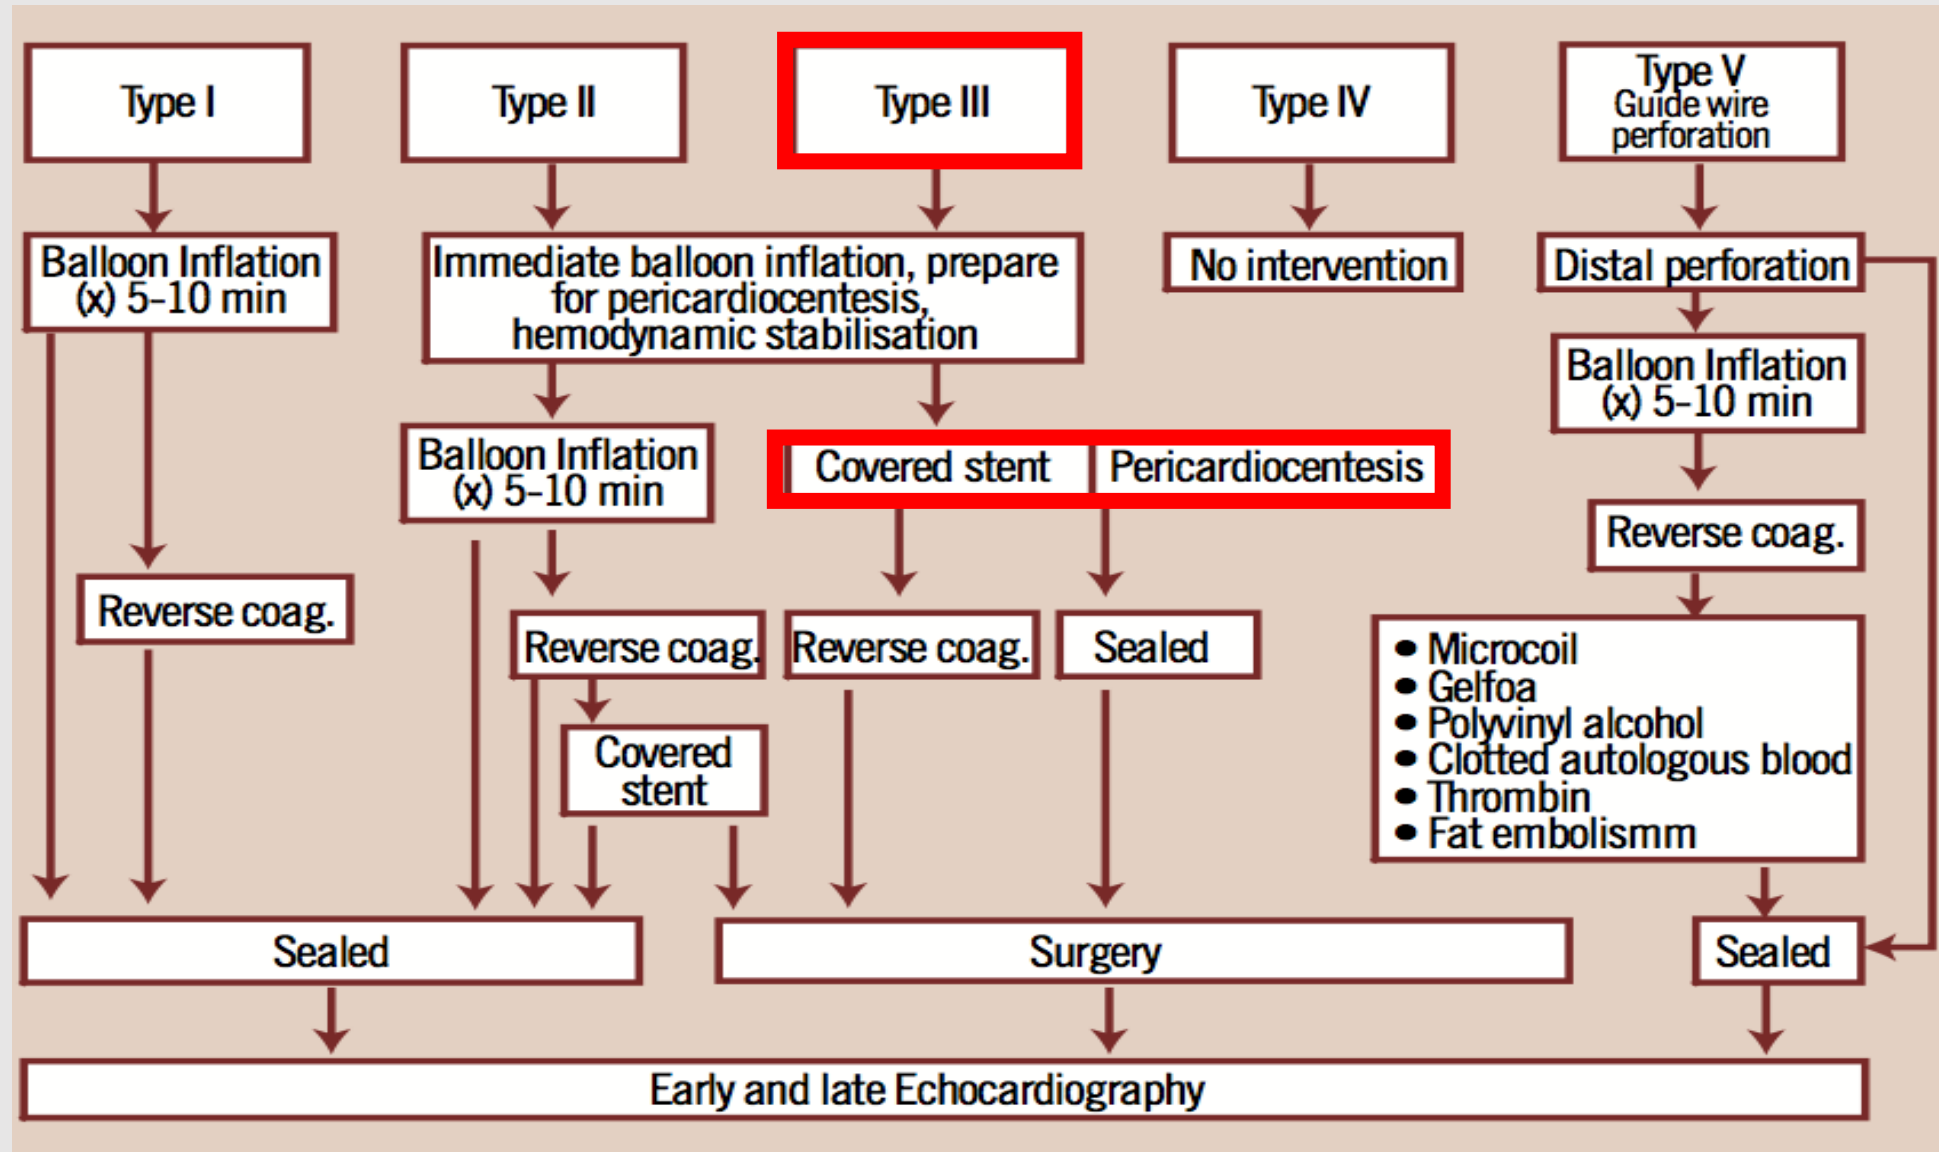 Type I
Type II
Type III
Type IV
Type V
Guide wire
perforation
Balloon Inflation
(x) 5-10 min
Immediate balloon inflation, prepare
for pericardiocentesis,
hemodynamic stabilisation
No intervention
Distal perforation
Balloon Inflation
(x) 5-10 min
Balloon Inflation
(x) 5-10 min
Covered stent
Pericardiocentesis
Reverse coag.
Reverse coag.
Reverse coag.
Reverse coag.
Sealed
Covered
stent
• Microcoil
• Gelfoa
• Polyvinyl alcohol
• Clotted autologous blood
• Thrombin
• Fat embolismm
Sealed
Surgery
Sealed
Early and late Echocardiography